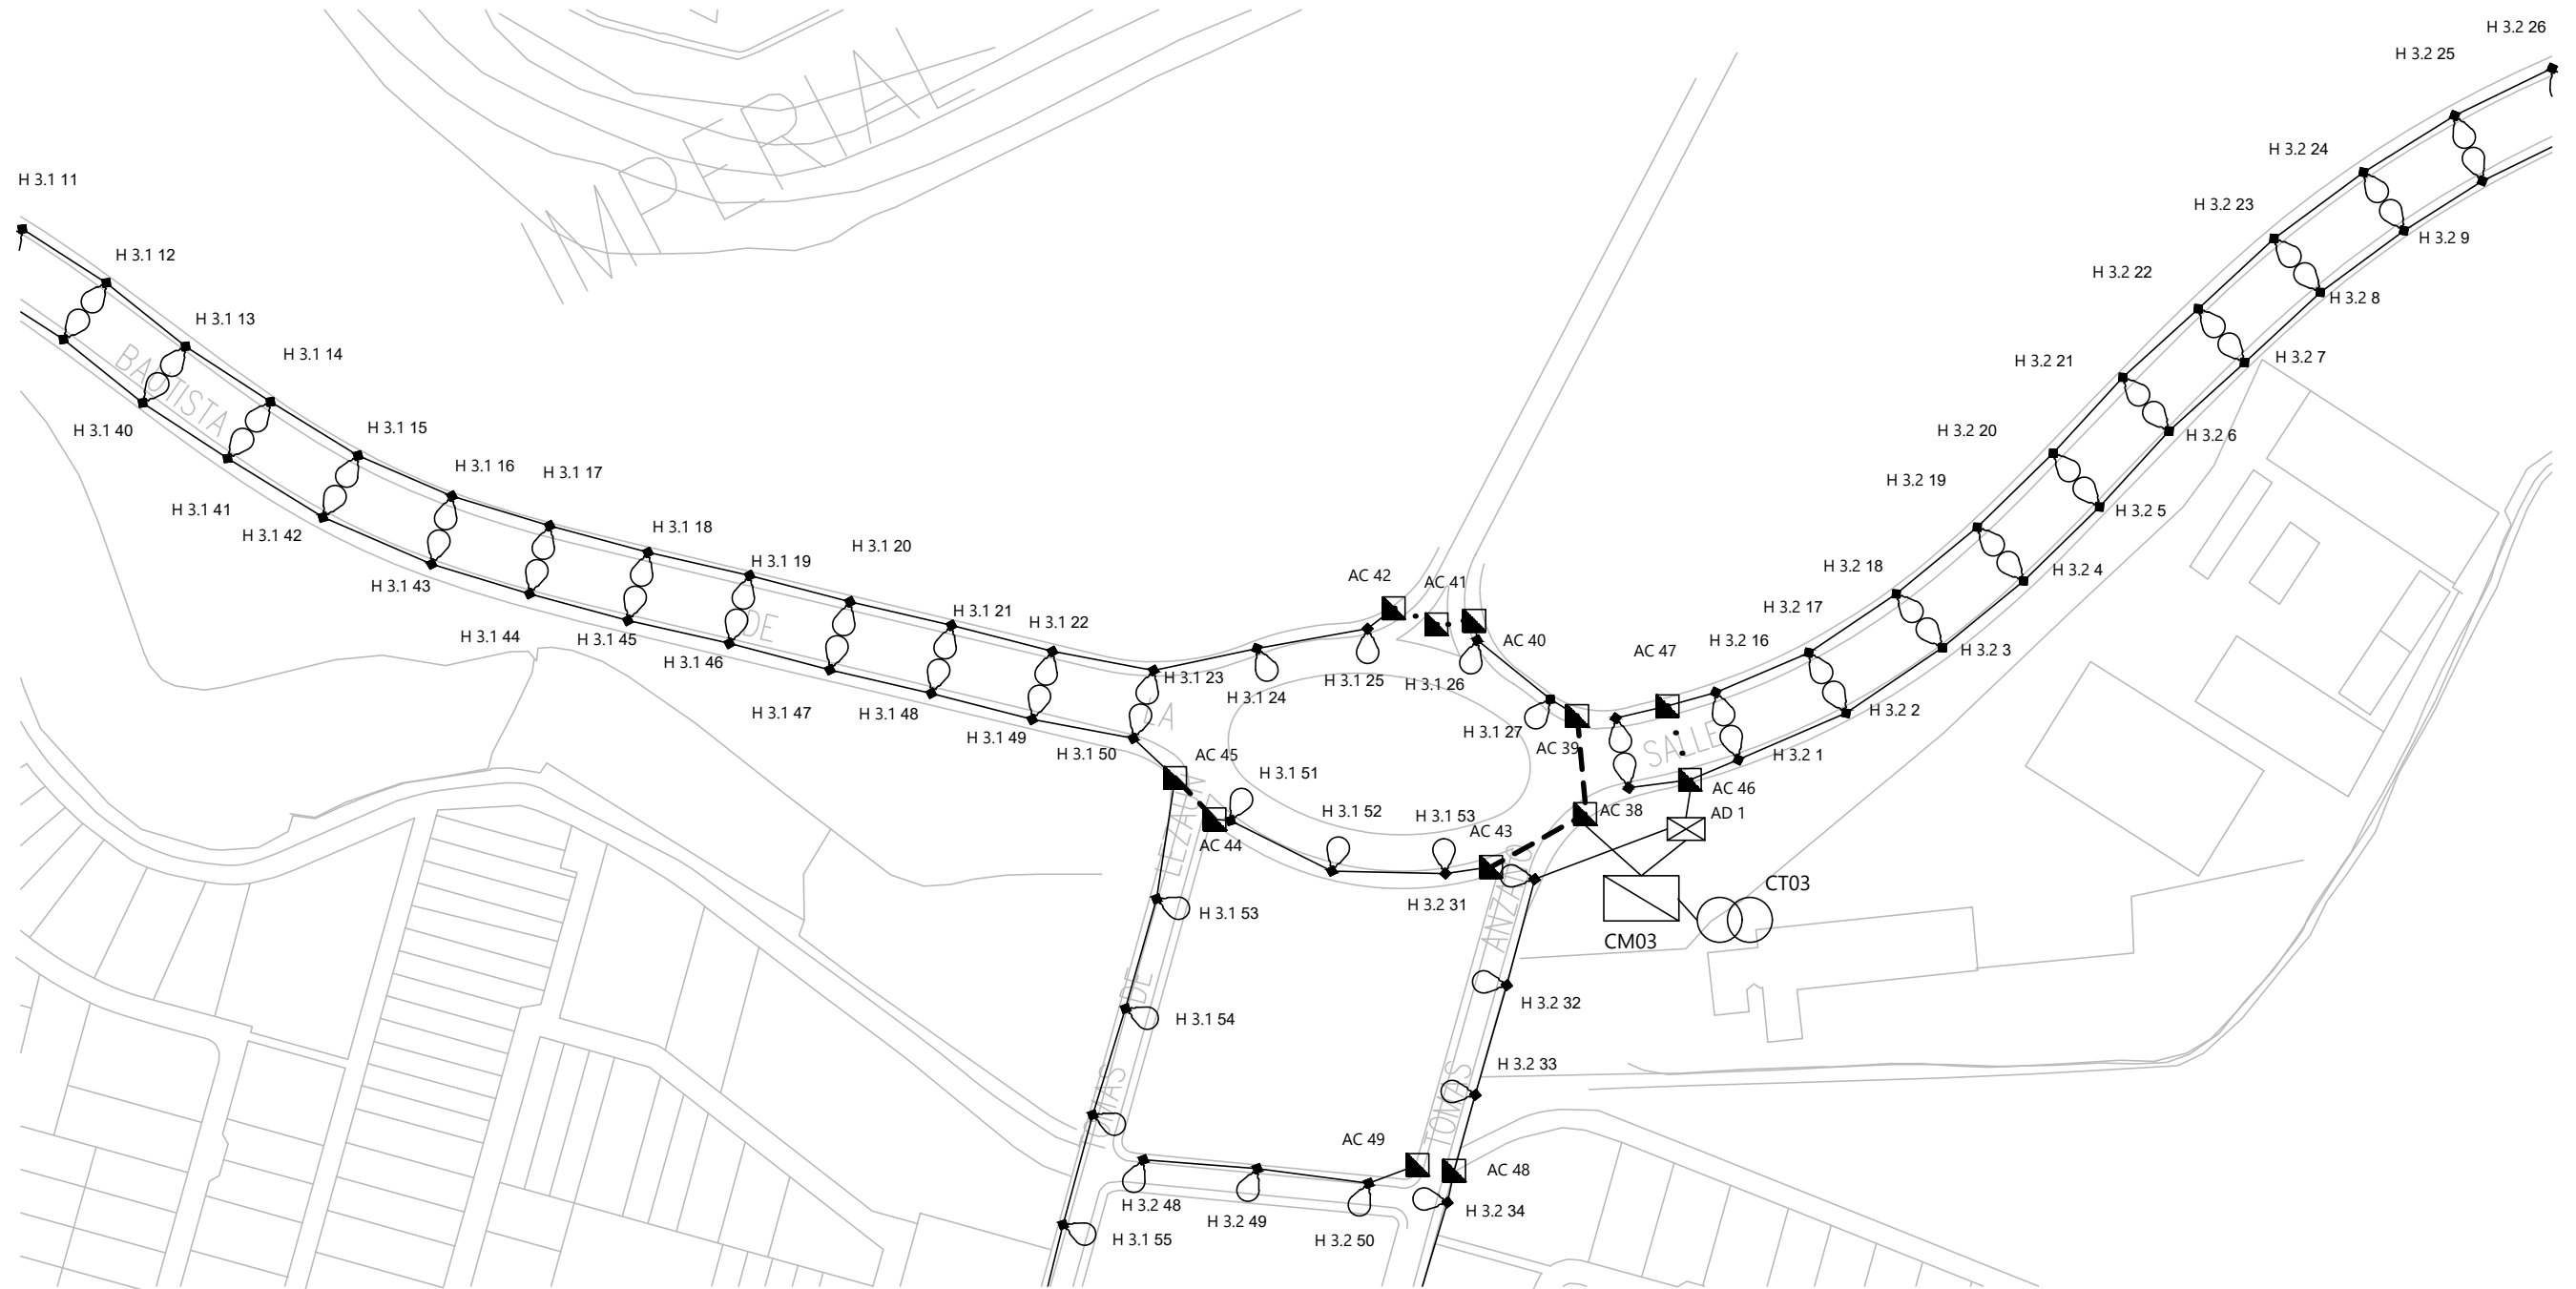 H 3.2 26
H 3.2 25
IMPERIAL
H 3.2 24
H 3.1 11
H 3.2 23
H 3.2 9
H 3.1 12
H 3.2 22
H 3.2 8
H 3.1 13
H 3.1 14
H 3.2 21
H 3.2 7
BAUTISTA
H 3.1 40
H 3.1 15
H 3.2 20
H 3.2 6
H 3.1 16
H 3.1 17
H 3.2 19
H 3.1 41
H 3.2 5
H 3.1 42
H 3.1 18
H 3.1 20
H 3.1 19
H 3.2 18
H 3.2 4
H 3.1 43
AC 42
AC 41
H 3.1 21
H 3.1 22
H 3.2 17
DE
H 3.1 44
H 3.1 45
AC 40
AC 47
H 3.2 16
H 3.2 3
H 3.1 46
H 3.1 23
H 3.1 24
H 3.1 25
H 3.1 26
H 3.1 47
H 3.1 48
LA
H 3.2 2
H 3.1 27
H 3.1 49
AC 39
SALLE
H 3.1 50
AC 45
H 3.2 1
H 3.1 51
AC 46
H 3.1 52
H 3.1 53
AC 38
AD 1
AC 43
AC 44
LEZAUN
CT03
H 3.2 31
H 3.1 53
ANZANO
CM03
DE
H 3.2 32
H 3.1 54
H 3.2 33
TOMAS
AC 49
AC 48
H 3.2 48
H 3.2 49
H 3.2 34
H 3.1 55
H 3.2 50